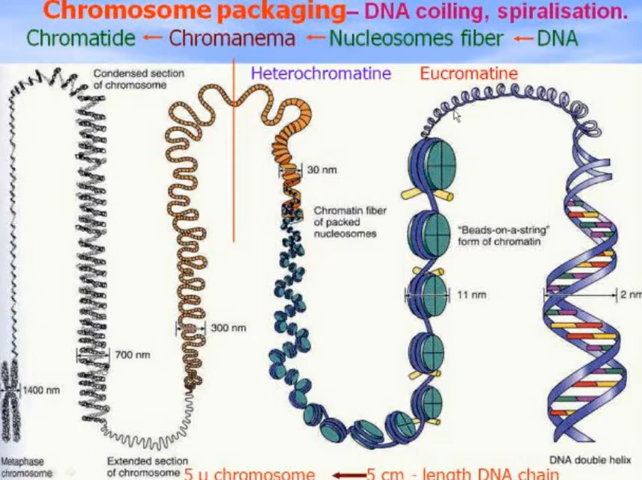 Chromosome packaging– DNA coiling, spiralisation.
Chromatide ← Chromanema ← Nucleosomes fiber ← DNA
Heterochromatine Eucromatine
Condensed section
of chromosome
30 nm
Chromatin fiber
of packed
nucleosomes
"Beads-on-a-string"
form of chromatin
11 nm
2 nm
300 nm
700 nm
1400 nm
Metaphase
chromosome
Extended section
of chromosome
DNA double helix
5 µ chromosome ← 5 cm - length DNA chain